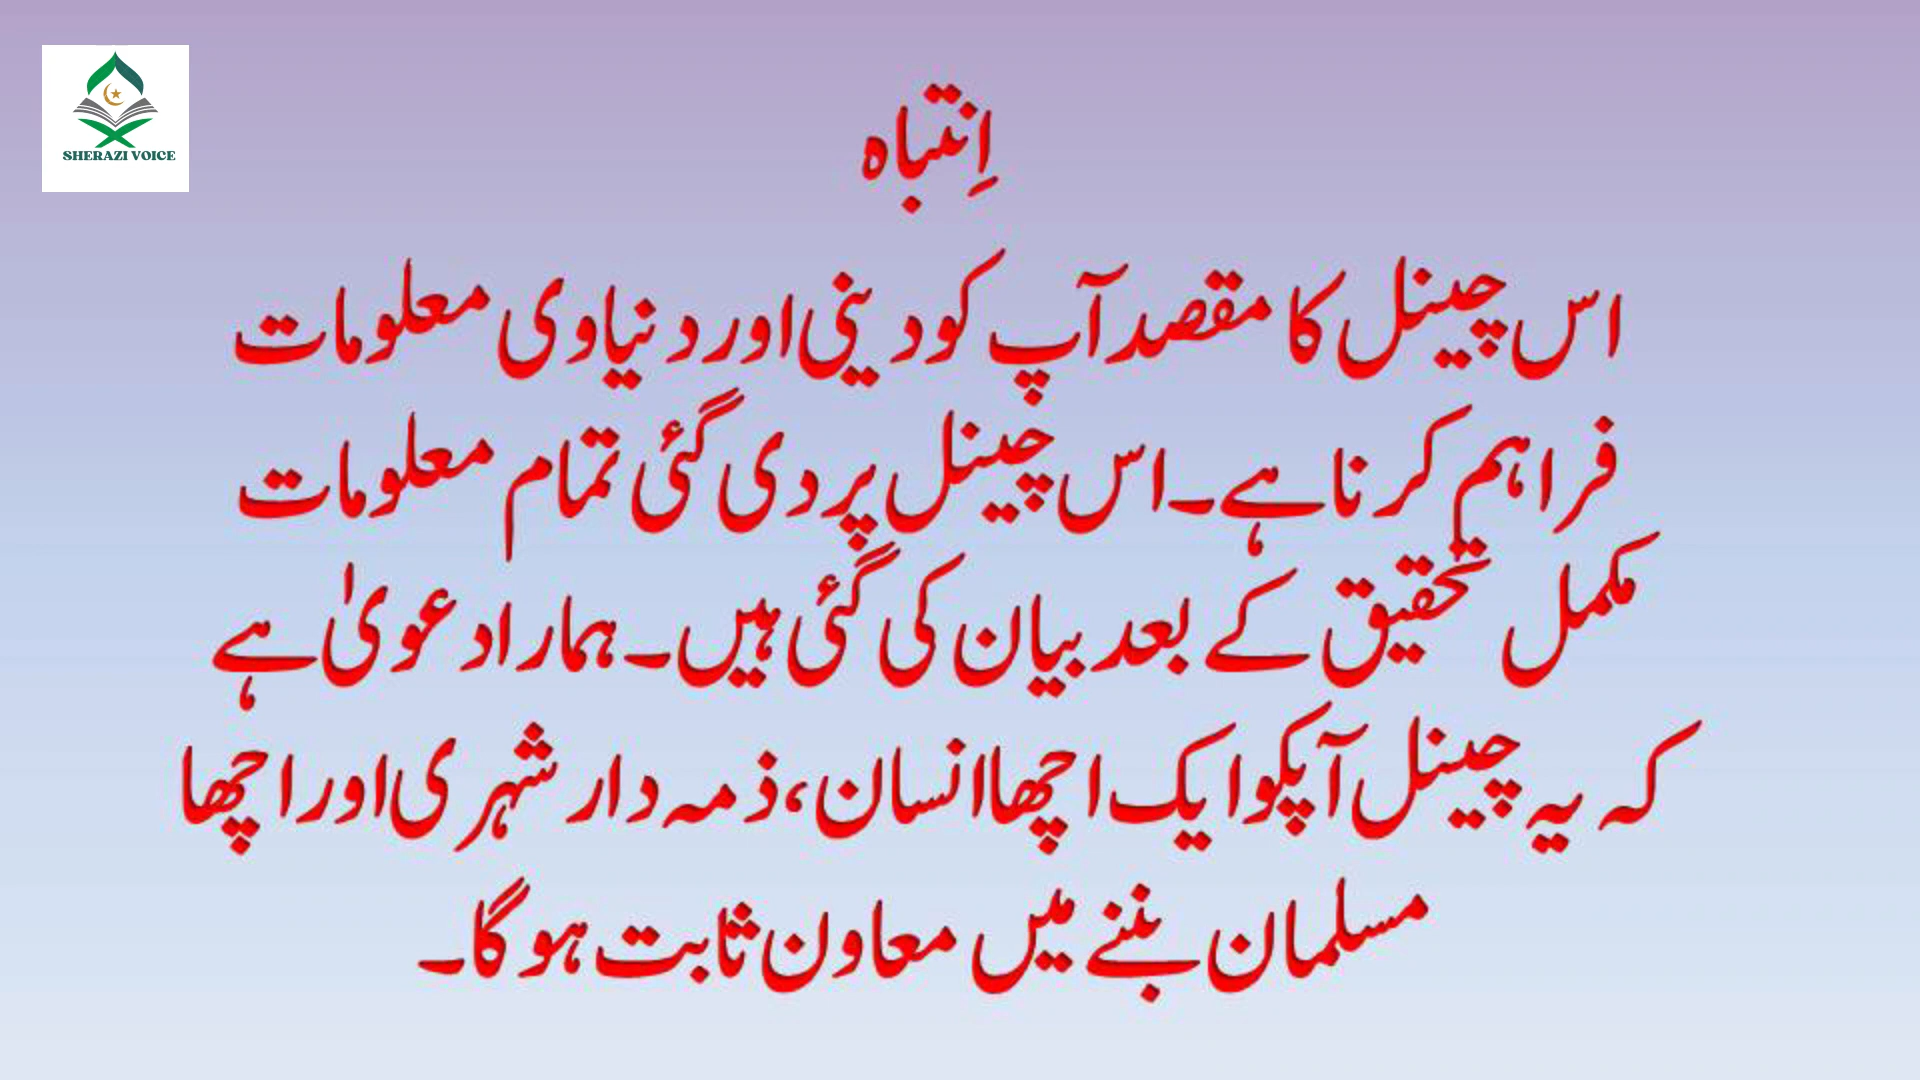 SHERAZI VOICE
اِنتباہ
اس چینل کا مقصد آپ کو دینی اور دنیاوی معلومات
فراہم کرنا ہے۔ اس چینل پر دی گئی تمام معلومات
مکمل تحقیق کے بعد بیان کی گئی ہیں۔ ہمارا دعویٰ ہے
کہ یہ چینل آپکو ایک اچھا انسان، ذمہ دار شہری اور اچھا
مسلمان بننے میں معاون ثابت ہو گا۔